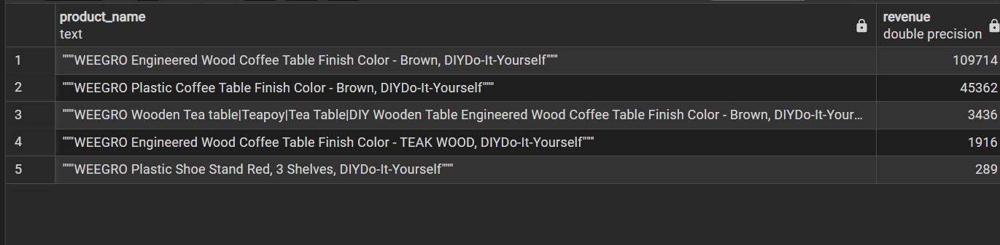 product_name revenue
text double precision
1 """WEEGRO Engineered Wood Coffee Table Finish Color - Brown, DIYDo-It-Yourself""" 109714
2 """WEEGRO Plastic Coffee Table Finish Color - Brown, DIYDo-It-Yourself""" 45362
3 """WEEGRO Wooden Tea table|Teapoy|Tea Table|DIY Wooden Table Engineered Wood Coffee Table Finish Color - Brown, DIYDo-It-Your... 3436
4 """WEEGRO Engineered Wood Coffee Table Finish Color - TEAK WOOD, DIYDo-It-Yourself""" 1916
5 """WEEGRO Plastic Shoe Stand Red, 3 Shelves, DIYDo-It-Yourself""" 289